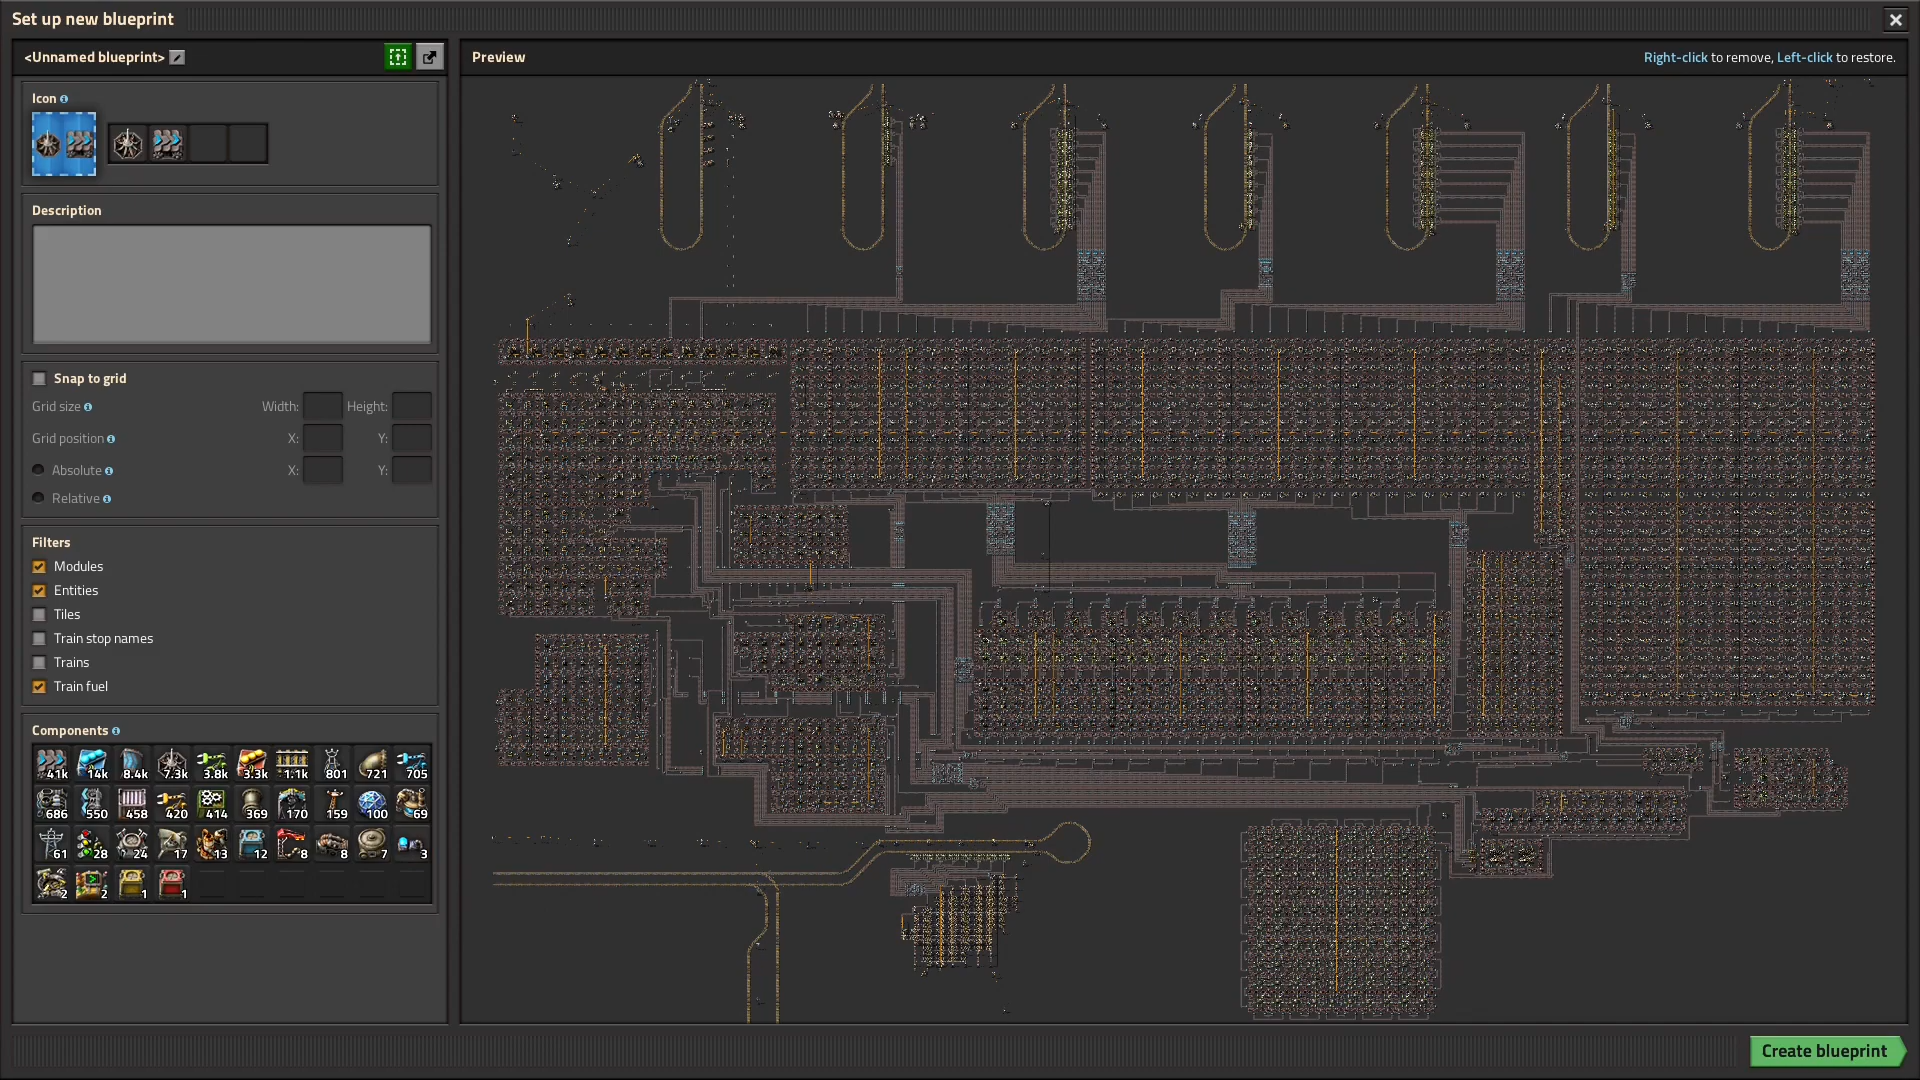 Set up new blueprint
<Unnamed blueprint>
Preview
Right-click to remove, Left-click to restore.
Icon
Description
Snap to grid
Grid size Width: Height:
Grid position X: Y:
Absolute X: Y:
Relative
Filters
Modules
Entities
Tiles
Train stop names
Trains
Train fuel
Components
41k 14k 8.4k 7.3k 3.8k 3.3k 1.1k 801 721 705
686 550 458 420 414 369 170 159 100 69
61 28 24 17 13 12 8 8 7 3
2 2 1 1
Create blueprint